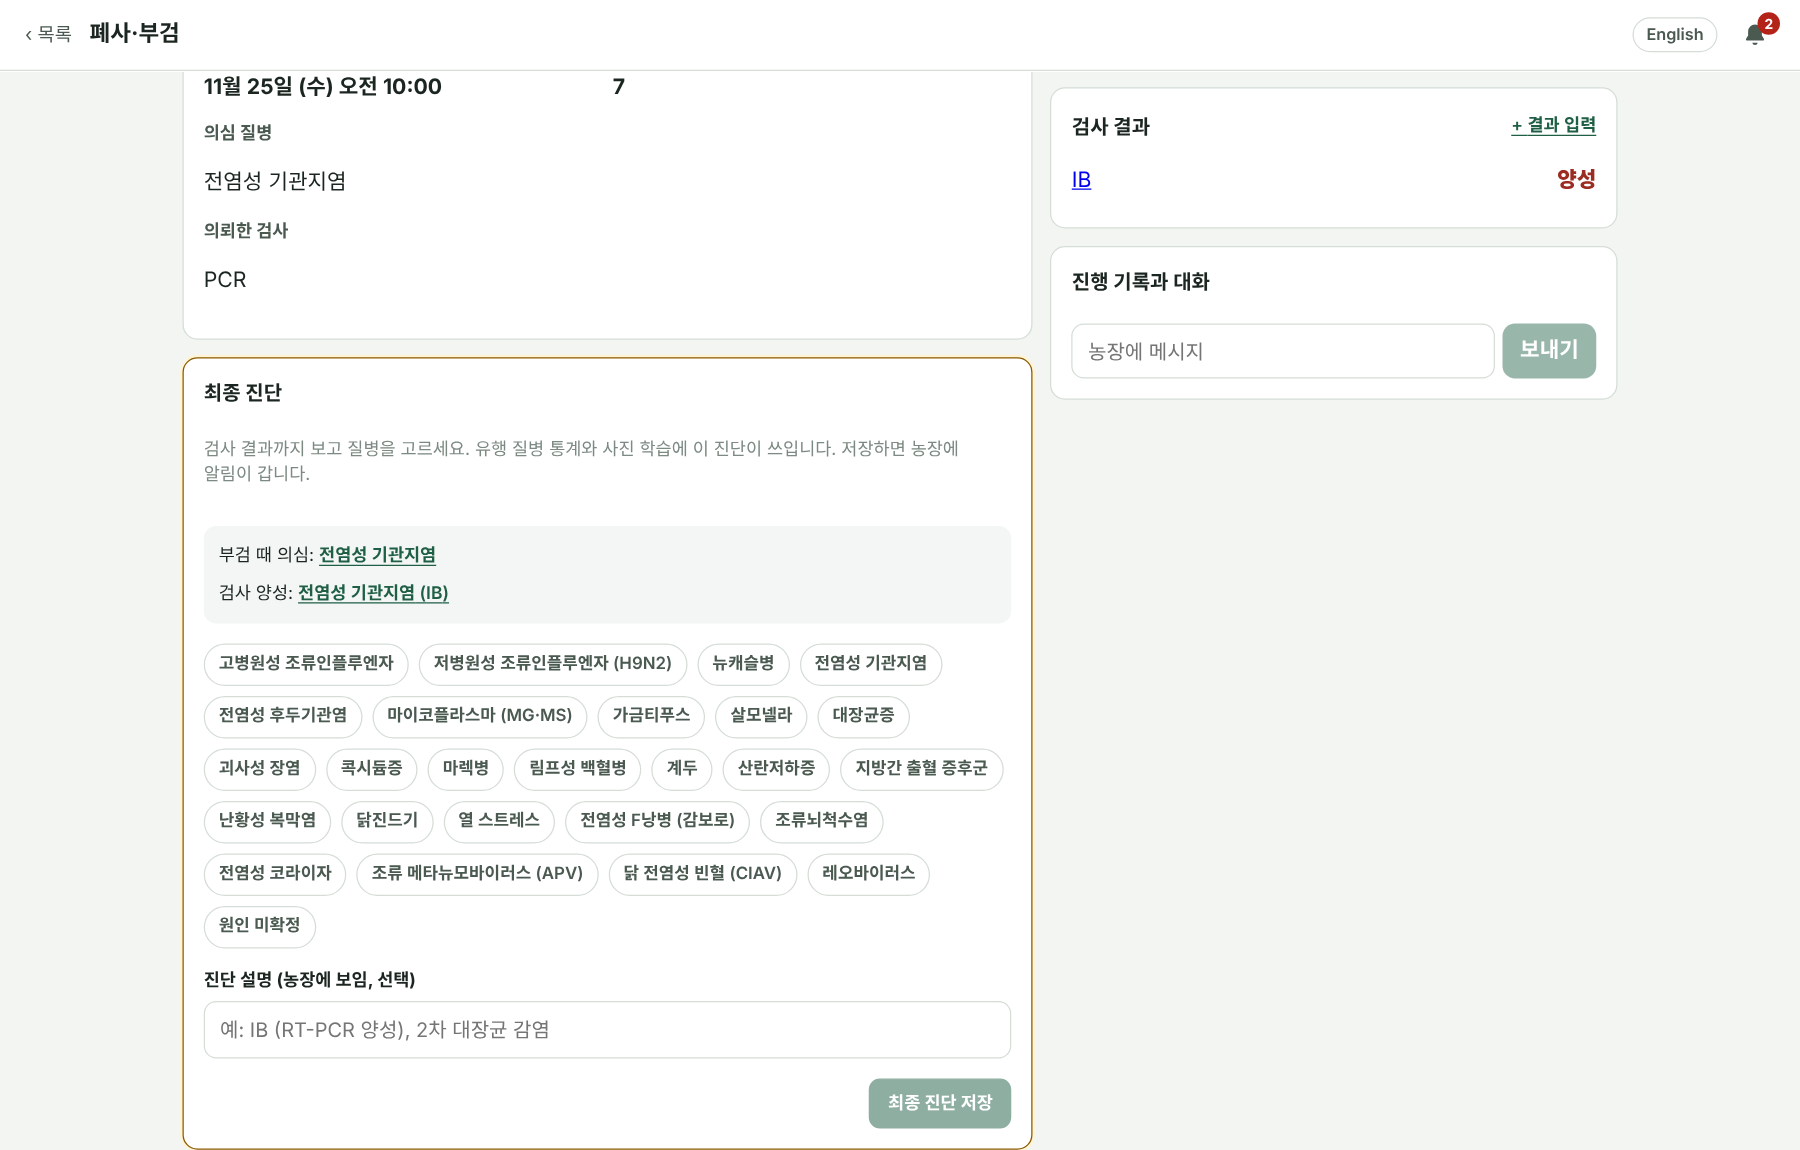 ‹ 목록 폐사·부검
English
2
11월 25일 (수) 오전 10:00 7
의심 질병
전염성 기관지염
의뢰한 검사
PCR
최종 진단
검사 결과까지 보고 질병을 고르세요. 유행 질병 통계와 사진 학습에 이 진단이 쓰입니다. 저장하면 농장에
알림이 갑니다.
부검 때 의심: 전염성 기관지염
검사 양성: 전염성 기관지염 (IB)
고병원성 조류인플루엔자 저병원성 조류인플루엔자 (H9N2) 뉴캐슬병 전염성 기관지염
전염성 후두기관염 마이코플라스마 (MG·MS) 가금티푸스 살모넬라 대장균증
괴사성 장염 콕시듐증 마렉병 림프성 백혈병 계두 산란저하증 지방간 출혈 증후군
난황성 복막염 닭진드기 열 스트레스 전염성 F낭병 (감보로) 조류뇌척수염
전염성 코라이자 조류 메타뉴모바이러스 (APV) 닭 전염성 빈혈 (CIAV) 레오바이러스
원인 미확정
진단 설명 (농장에 보임, 선택)
예: IB (RT-PCR 양성), 2차 대장균 감염
최종 진단 저장
검사 결과 + 결과 입력
IB 양성
진행 기록과 대화
농장에 메시지 보내기